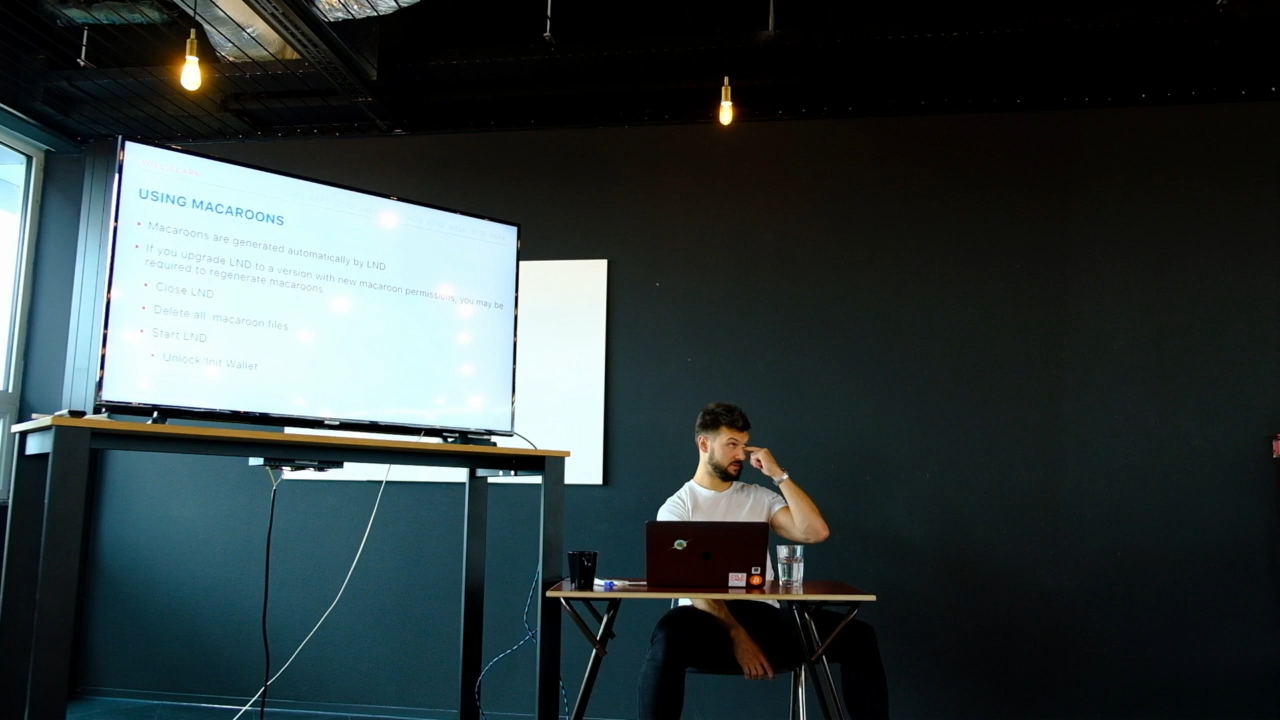 USING MACAROONS
Macaroons are generated automatically by LND
If you upgrade LND to a version with new macaroon permissions, you may be
required to regenerate macaroons
Close LND
Delete all .macaroon files
Start LND
Unlock/Init Wallet